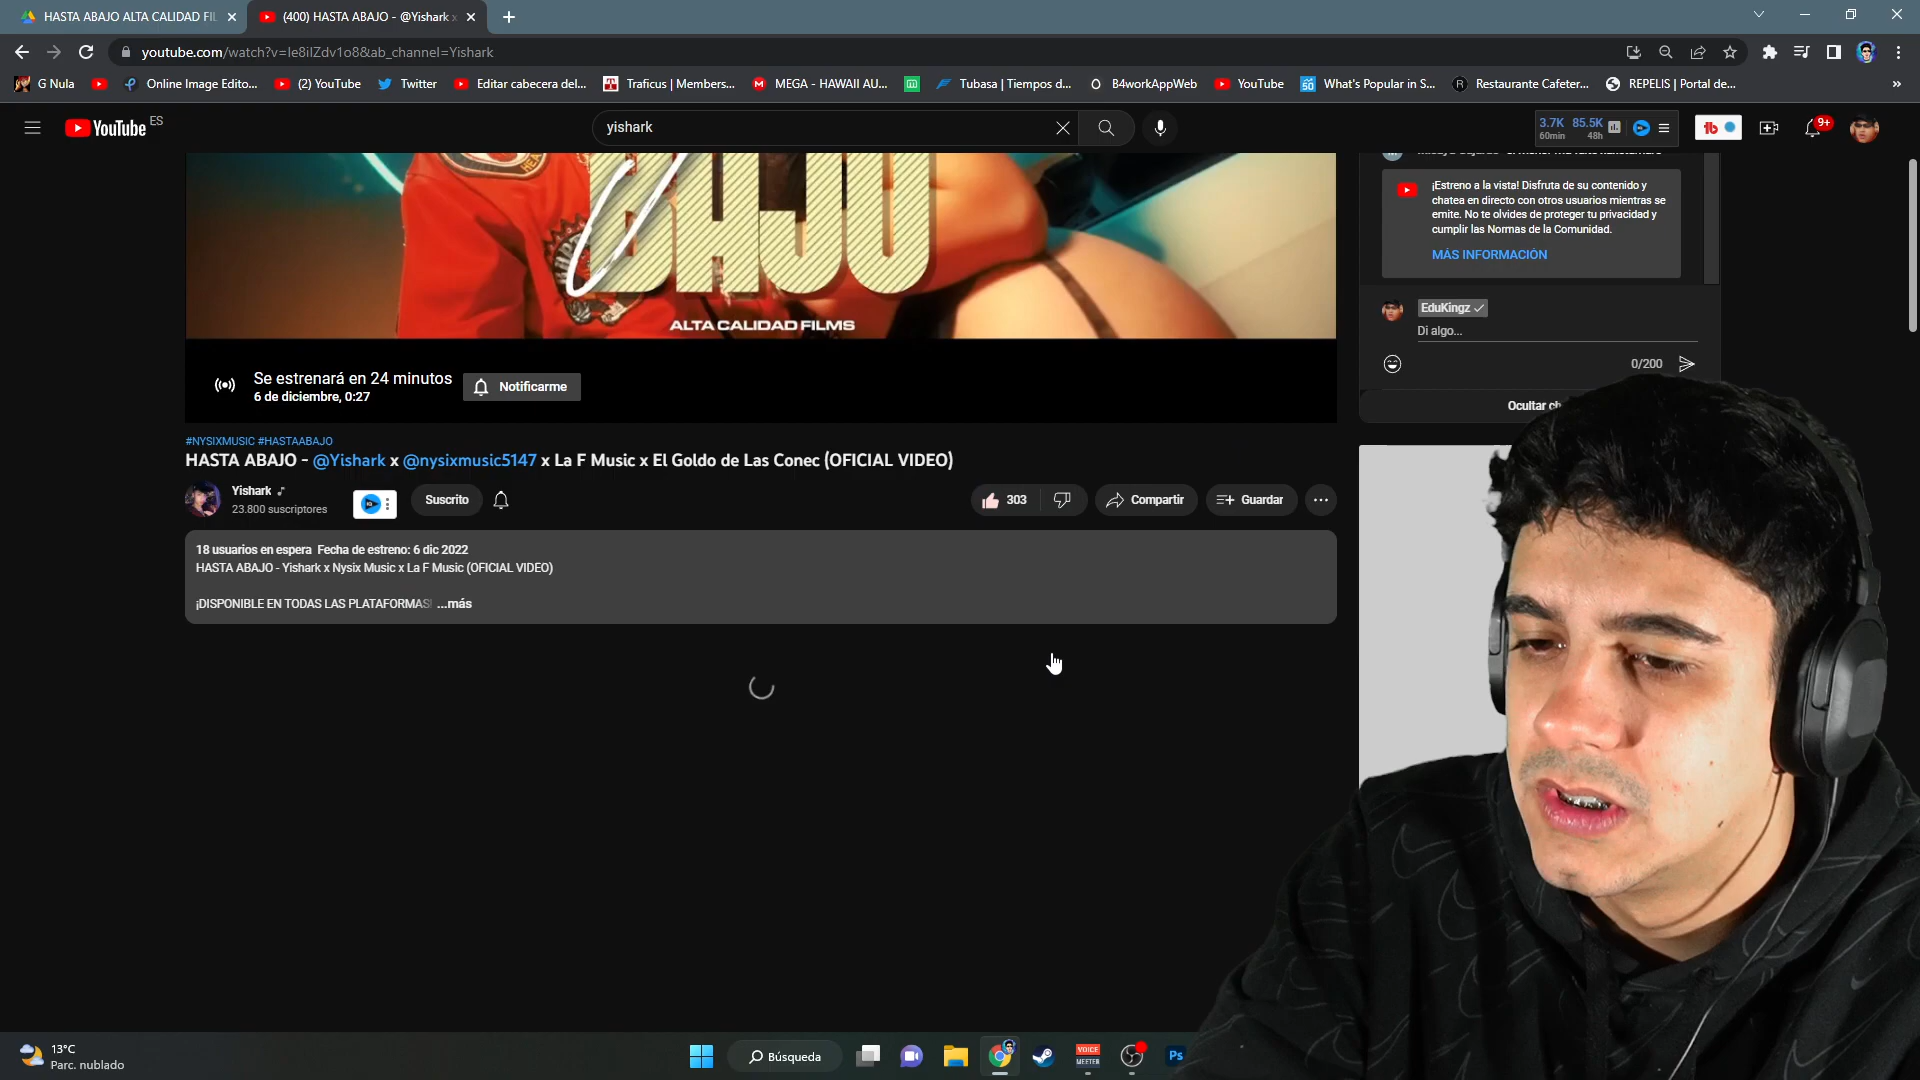 HASTA ABAJO ALTA CALIDAD FIL
(400) HASTA ABAJO - @Yishark x
youtube.com/watch?v=Ie8ilZdv1o8&ab_channel=Yishark
G Nula
Online Image Edito...
(2) YouTube
Twitter
Editar cabecera del...
Traficus | Members...
MEGA - HAWAII AU...
Tubasa | Tiempos d...
B4workAppWeb
YouTube
What's Popular in S...
Restaurante Cafeter...
REPELIS | Portal de...
YouTube ES
yishark
3.7K 85.5K
60min 48h
9+
BAJO
ALTA CALIDAD FILMS
¡Estreno a la vista! Disfruta de su contenido y
chatea en directo con otros usuarios mientras se
emite. No te olvides de proteger tu privacidad y
cumplir las Normas de la Comunidad.
MÁS INFORMACIÓN
EduKingz
Di algo...
0/200
Ocultar ch
Se estrenará en 24 minutos
6 de diciembre, 0:27
Notificarme
#NYSIXMUSIC #HASTAABAJO
HASTA ABAJO - @Yishark x @nysixmusic5147 x La F Music x El Goldo de Las Conec (OFICIAL VIDEO)
Yishark
23.800 suscriptores
Suscrito
303
Compartir
Guardar
18 usuarios en espera Fecha de estreno: 6 dic 2022
HASTA ABAJO - Yishark x Nysix Music x La F Music (OFICIAL VIDEO)
¡DISPONIBLE EN TODAS LAS PLATAFORMAS! ...más
13°C
Parc. nublado
Búsqueda
VOICE
MEETER
Ps